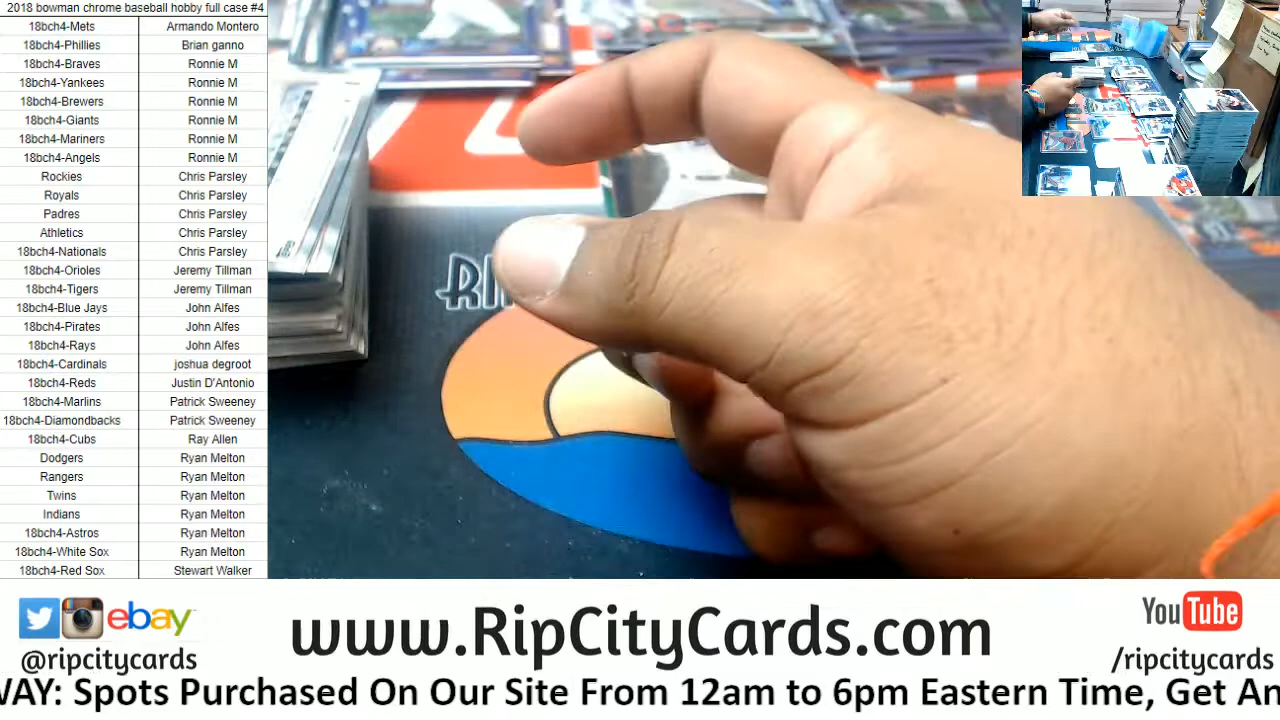 2018 bowman chrome baseball hobby full case #4
18bch4-Mets Armando Montero
18bch4-Phillies Brian ganno
18bch4-Braves Ronnie M
18bch4-Yankees Ronnie M
18bch4-Brewers Ronnie M
18bch4-Giants Ronnie M
18bch4-Mariners Ronnie M
18bch4-Angels Ronnie M
Rockies Chris Parsley
Royals Chris Parsley
Padres Chris Parsley
Athletics Chris Parsley
18bch4-Nationals Chris Parsley
18bch4-Orioles Jeremy Tillman
18bch4-Tigers Jeremy Tillman
18bch4-Blue Jays John Alfes
18bch4-Pirates John Alfes
18bch4-Rays John Alfes
18bch4-Cardinals joshua degroot
18bch4-Reds Justin D'Antonio
18bch4-Marlins Patrick Sweeney
18bch4-Diamondbacks Patrick Sweeney
18bch4-Cubs Ray Allen
Dodgers Ryan Melton
Rangers Ryan Melton
Twins Ryan Melton
Indians Ryan Melton
18bch4-Astros Ryan Melton
18bch4-White Sox Ryan Melton
18bch4-Red Sox Stewart Walker
ebay
@ripcitycards
www.RipCityCards.com
YouTube
/ripcitycards
WAY: Spots Purchased On Our Site From 12am to 6pm Eastern Time, Get An